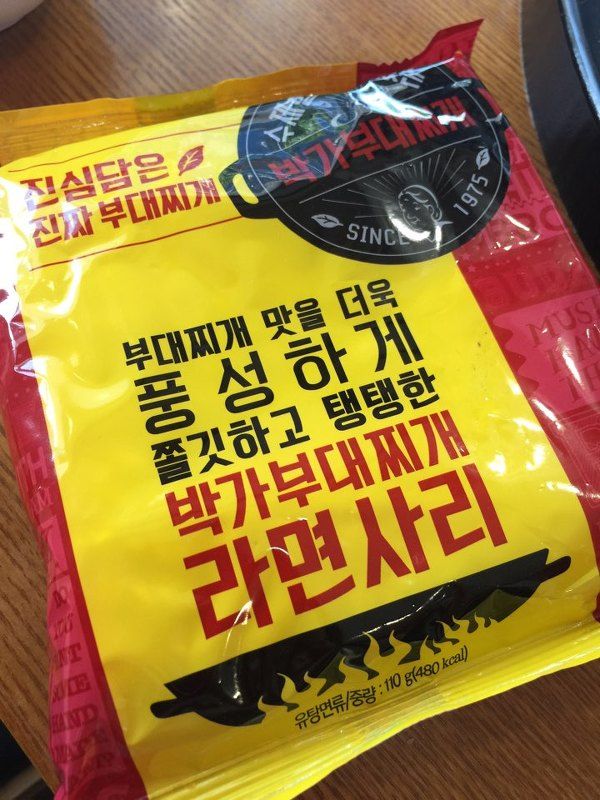 진심담은
진짜 부대찌개
박가부대찌개
SINCE 1975
부대찌개 맛을 더욱
풍성하게
쫄깃하고 탱탱한
박가부대찌개
라면사리
유탕면류/중량 : 110 g(480 kcal)